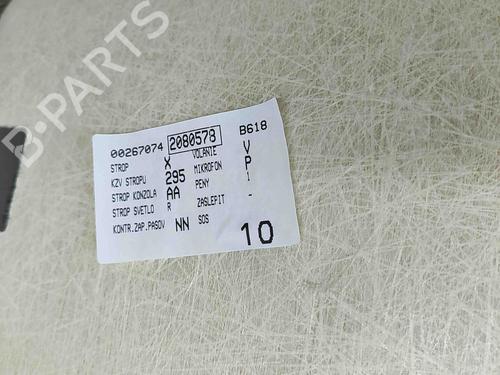 B-PARTS
00267074 2080578 B618
STROP X VOLANIE V
KZV STROPU 295 MIKROFON P
STROP KONZOLA AA PENY 1
STROP SVETLO R ZASLEPIT -
KONTR.ZAP.PASOV NN SOS
10